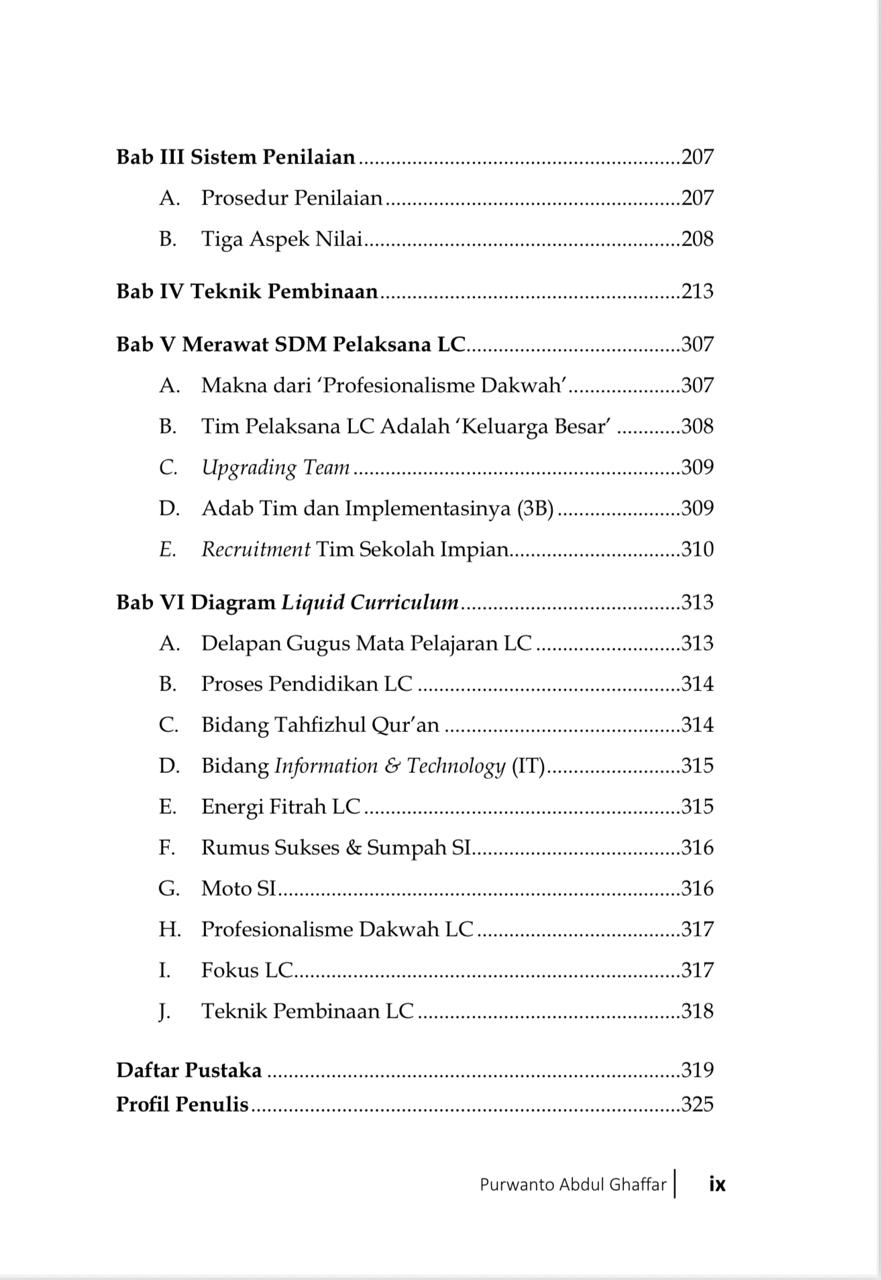 Bab III Sistem Penilaian.............................................................207
A. Prosedur Penilaian........................................................207
B. Tiga Aspek Nilai............................................................208
Bab IV Teknik Pembinaan.........................................................213
Bab V Merawat SDM Pelaksana LC........................................307
A. Makna dari ‘Profesionalisme Dakwah’.....................307
B. Tim Pelaksana LC Adalah ‘Keluarga Besar’ ............308
C. Upgrading Team..............................................................309
D. Adab Tim dan Implementasinya (3B).......................309
E. Recruitment Tim Sekolah Impian................................310
Bab VI Diagram Liquid Curriculum.........................................313
A. Delapan Gugus Mata Pelajaran LC...........................313
B. Proses Pendidikan LC..................................................314
C. Bidang Tahfizhul Qur’an.............................................314
D. Bidang Information & Technology (IT).........................315
E. Energi Fitrah LC............................................................315
F. Rumus Sukses & Sumpah SI.......................................316
G. Moto SI............................................................................316
H. Profesionalisme Dakwah LC......................................317
I. Fokus LC.........................................................................317
J. Teknik Pembinaan LC..................................................318
Daftar Pustaka..............................................................................319
Profil Penulis.................................................................................325
Purwanto Abdul Ghaffar | ix